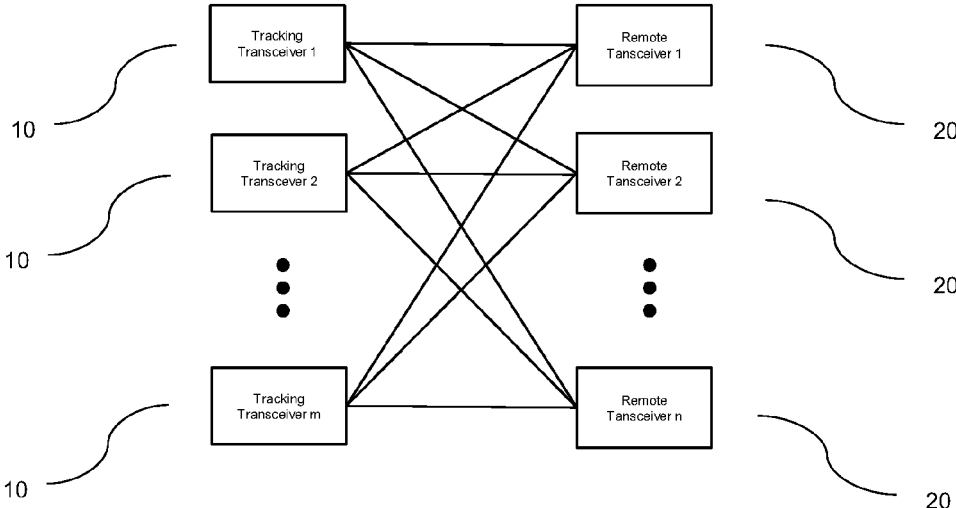 Tracking
Transceiver 1
Remote
Tansceiver 1
10
20
Tracking
Transcever 2
Remote
Tansceiver 2
10
20
Tracking
Transceiver m
Remote
Tansceiver n
10
20